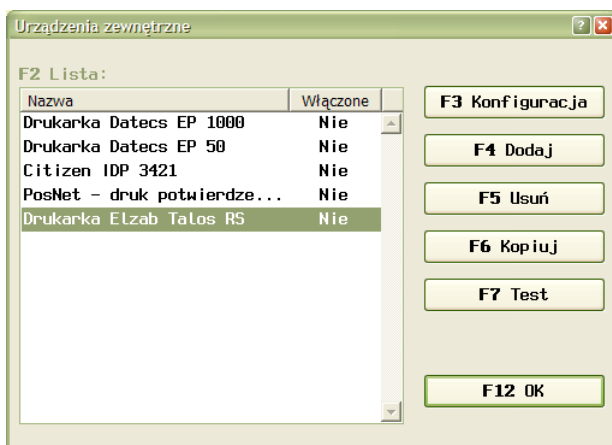 Urządzenia zewnętrzne
F2 Lista:
Nazwa Włączone
Drukarka Datecs EP 1000 Nie
Drukarka Datecs EP 50 Nie
Citizen IDP 3421 Nie
PosNet - druk potwierdze... Nie
Drukarka Elzab Talos RS Nie
F3 Konfiguracja
F4 Dodaj
F5 Usuń
F6 Kopiuj
F7 Test
F12 OK